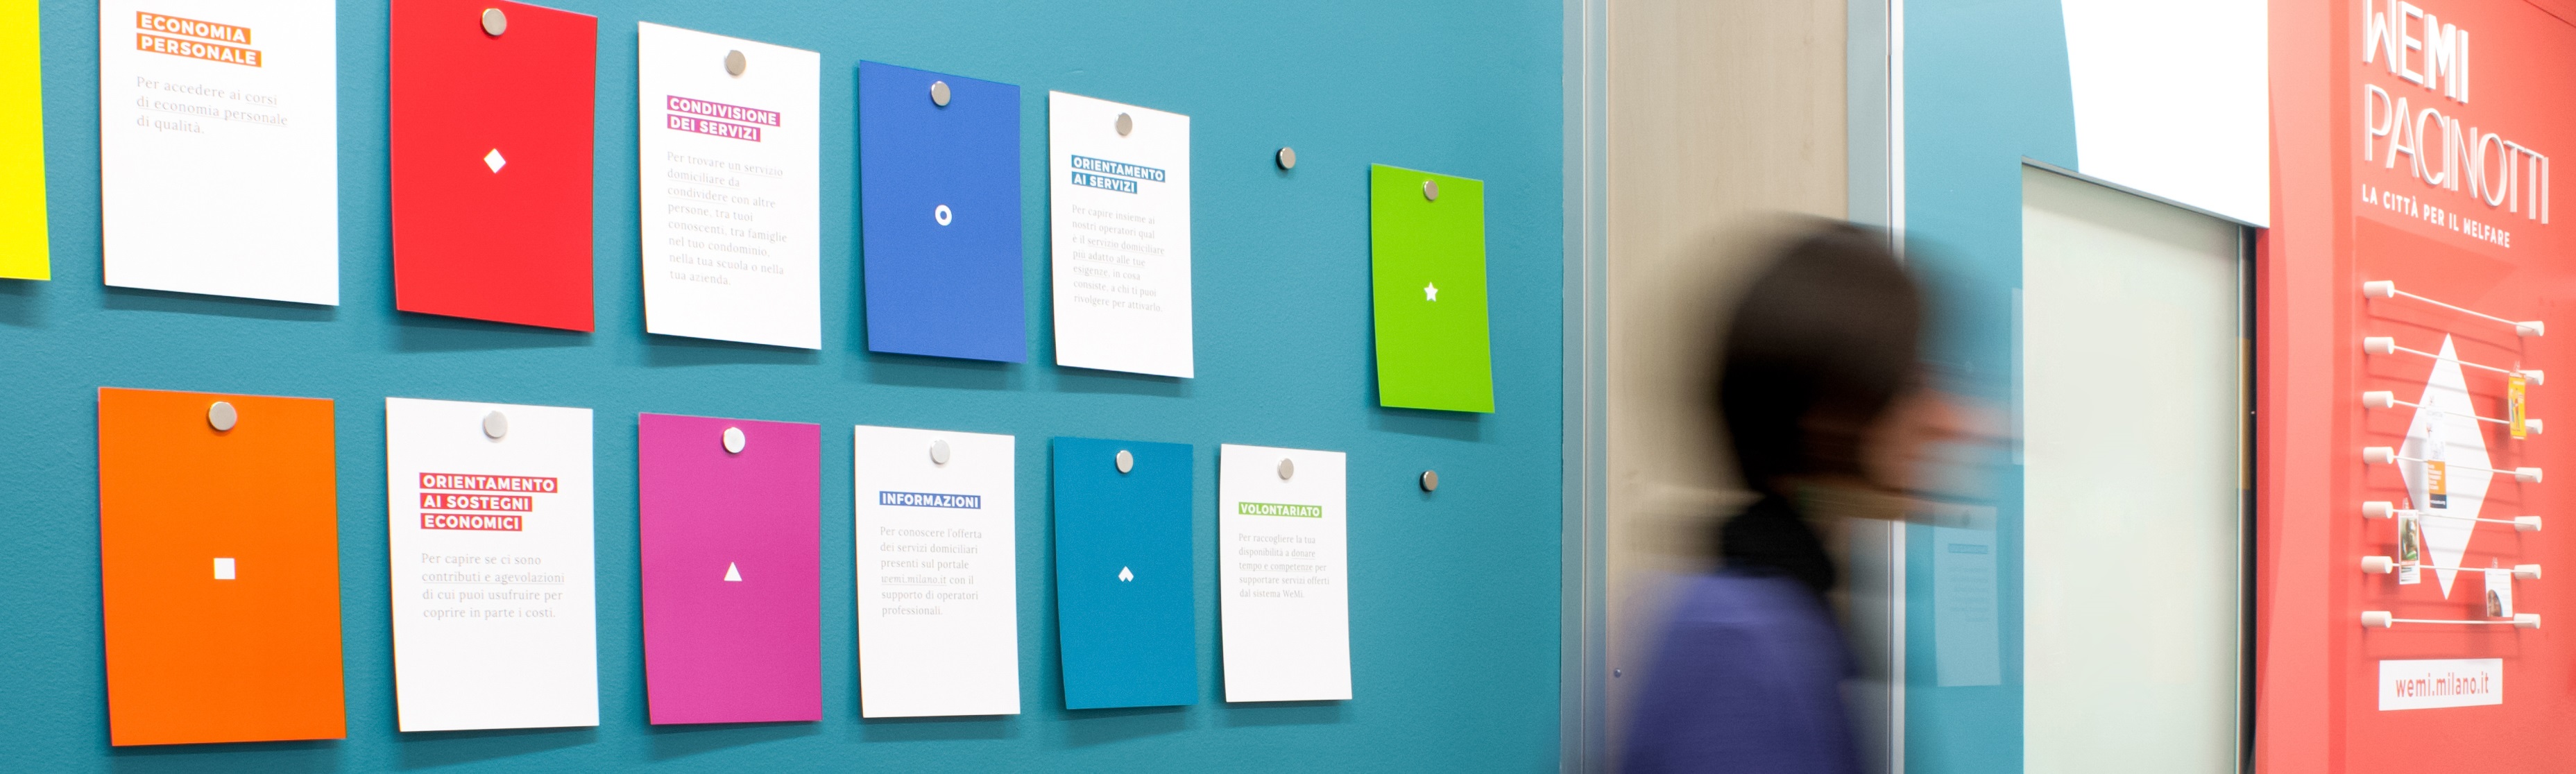 ECONOMIA
PERSONALE
Per accedere ai corsi
di economia personale
di qualità.
CONDIVISIONE
DEI SERVIZI
Per trovare un servizio
domiciliare da
condividere con altre
persone, tra tuoi
conoscenti, tra famiglie
nel tuo condominio,
nella tua scuola o nella
tua azienda.
ORIENTAMENTO
AI SERVIZI
Per capire insieme ai
nostri operatori qual
è il servizio domiciliare
più adatto alle tue
esigenze, in cosa
consiste, a chi ti puoi
rivolgere per attivarlo.
ORIENTAMENTO
AI SOSTEGNI
ECONOMICI
Per capire se ci sono
contributi e agevolazioni
di cui puoi usufruire per
coprire in parte i costi.
INFORMAZIONI
Per conoscere l'offerta
dei servizi domiciliari
presenti sul portale
wemi.milano.it con il
supporto di operatori
professionali.
VOLONTARIATO
Per raccogliere la tua
disponibilità a donare
tempo e competenze per
supportare servizi offerti
dal sistema WeMi.
WEMI
PACINOTTI
LA CITTÀ PER IL WELFARE
wemi.milano.it